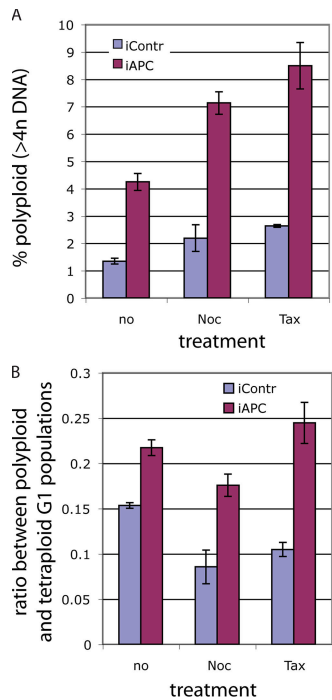 A
% polyploid (>4n DNA)
10
9
8
7
6
5
4
3
2
1
0
iContr
iAPC
no Noc Tax
treatment
B
ratio between polyploid
and tetraploid G1 populations
0.3
0.25
0.2
0.15
0.1
0.05
0
iContr
iAPC
no Noc Tax
treatment